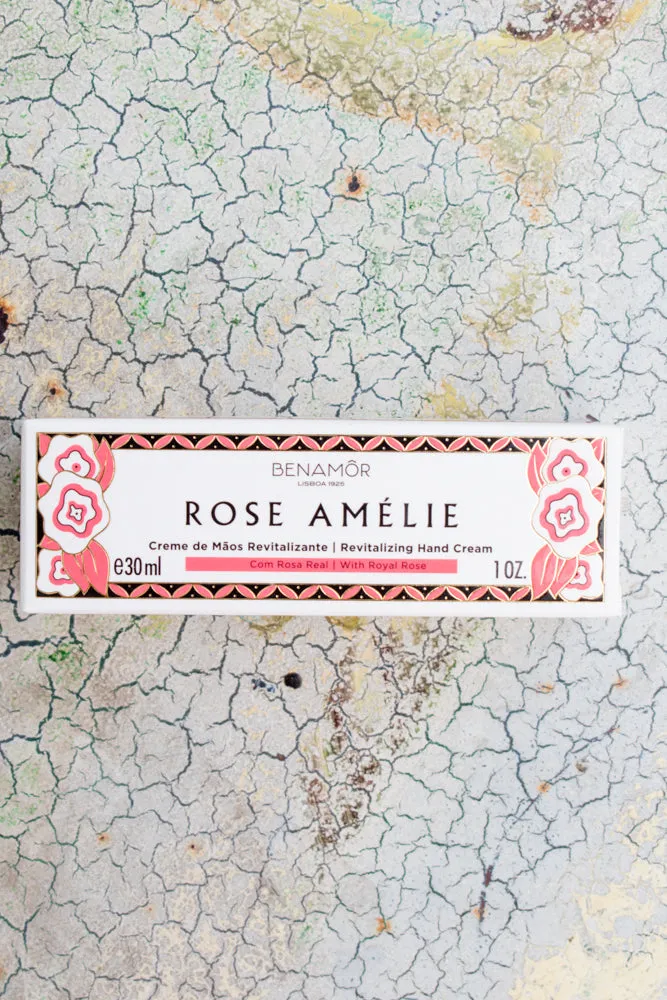 BENAMÔR
LISBOA 1925
ROSE AMÉLIE
Creme de Mãos Revitalizante | Revitalizing Hand Cream
Com Rosa Real | With Royal Rose
℮30ml
1 OZ.